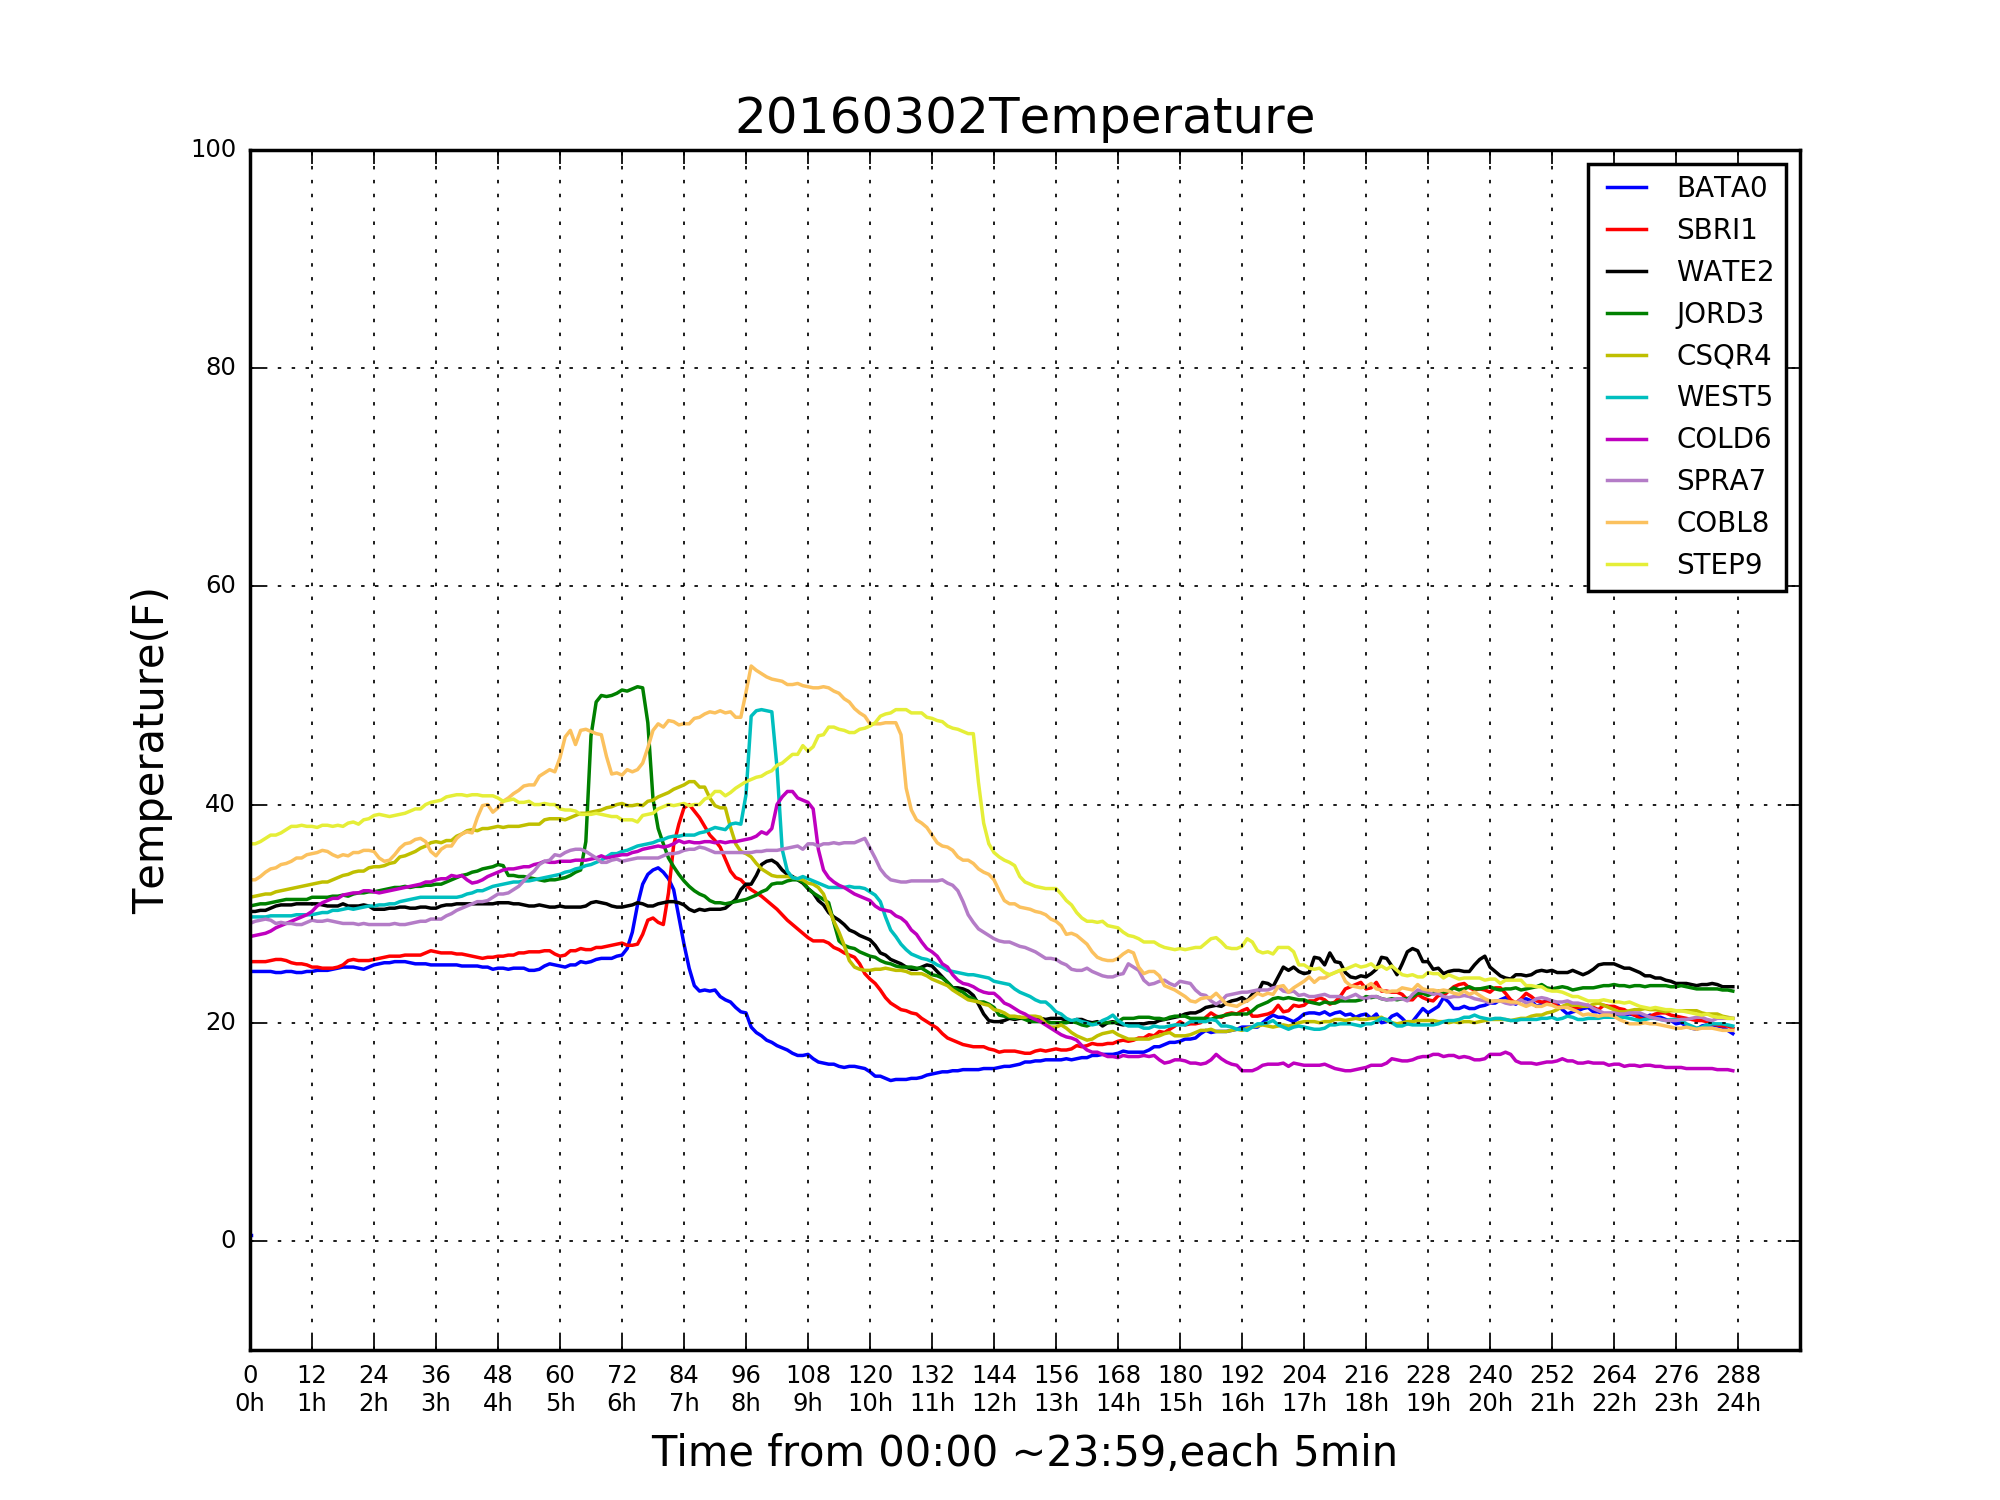 20160302Temperature
100
80
60
40
20
0
Temperature(F)
BATA0
SBRI1
WATE2
JORD3
CSQR4
WEST5
COLD6
SPRA7
COBL8
STEP9
0 12 24 36 48 60 72 84 96 108 120 132 144 156 168 180 192 204 216 228 240 252 264 276 288
0h 1h 2h 3h 4h 5h 6h 7h 8h 9h 10h 11h 12h 13h 14h 15h 16h 17h 18h 19h 20h 21h 22h 23h 24h
Time from 00:00 ~23:59,each 5min